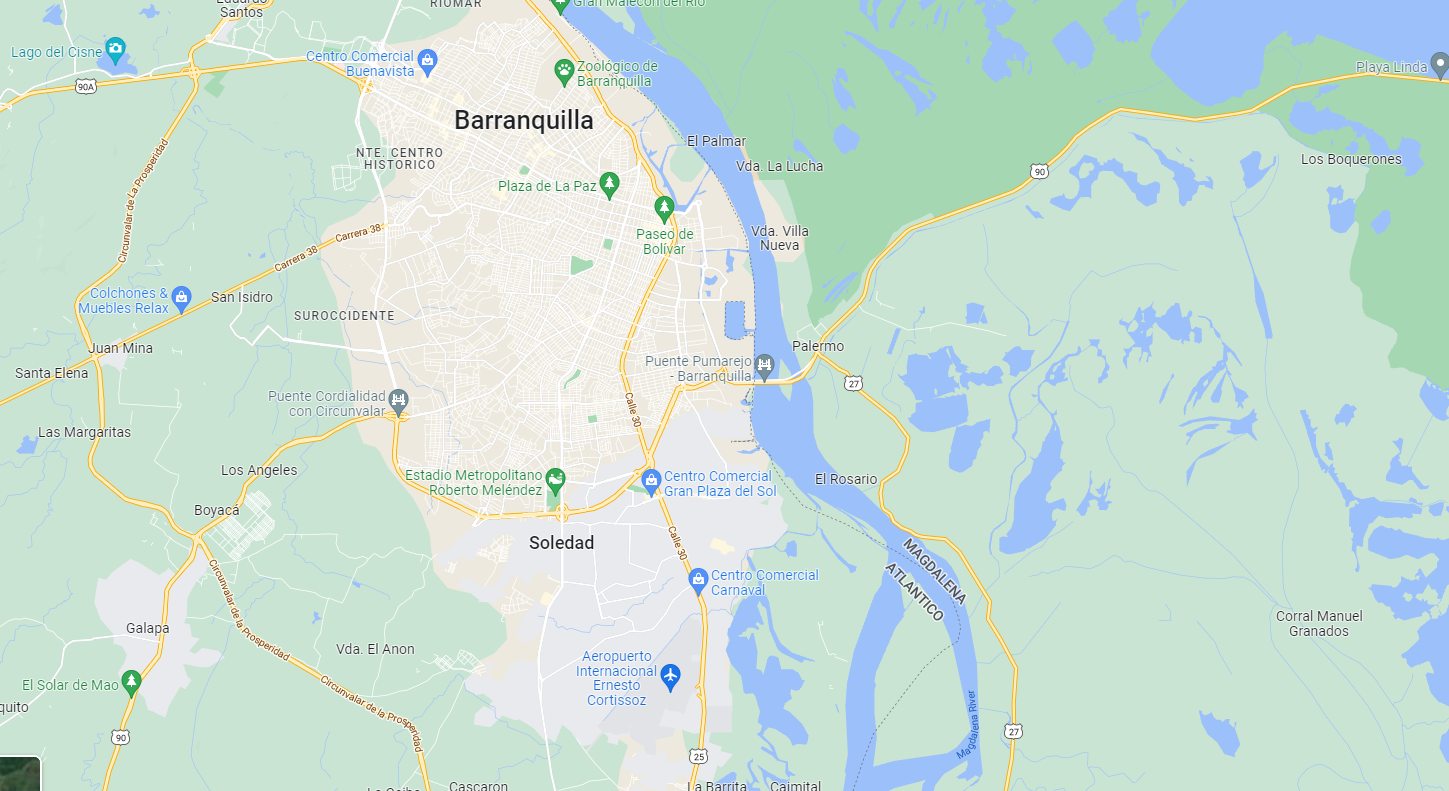 Eduardo
Santos
RIOMAR
Gran Malecón del Río
Lago del Cisne
Centro Comercial
Buenavista
Zoológico de
Barranquilla
Playa Linda
90A
Barranquilla
El Palmar
Vda. La Lucha
NTE. CENTRO
HISTORICO
Los Boquerones
90
Plaza de La Paz
Circunvalar de La Prosperidad
Paseo de
Bolívar
Vda. Villa
Nueva
Carrera 38
Carrera 38
Colchones &
Muebles Relax
San Isidro
SUROCCIDENTE
Juan Mina
Palermo
Puente Pumarejo
- Barranquilla
Santa Elena
27
Puente Cordialidad
con Circunvalar
Calle 30
Las Margaritas
Los Angeles
Estadio Metropolitano
Roberto Meléndez
Centro Comercial
Gran Plaza del Sol
El Rosario
Boyacá
Soledad
Calle 30
MAGDALENA
ATLANTICO
Centro Comercial
Carnaval
Circunvalar de la Prosperidad
Corral Manuel
Granados
Galapa
Vda. El Anon
Aeropuerto
Internacional
Ernesto
Cortissoz
El Solar de Mao
Circunvalar de la Prosperidad
quito
Magdalena River
90
27
25
La Ceiba
Cascaron
La Barrita
Caimital